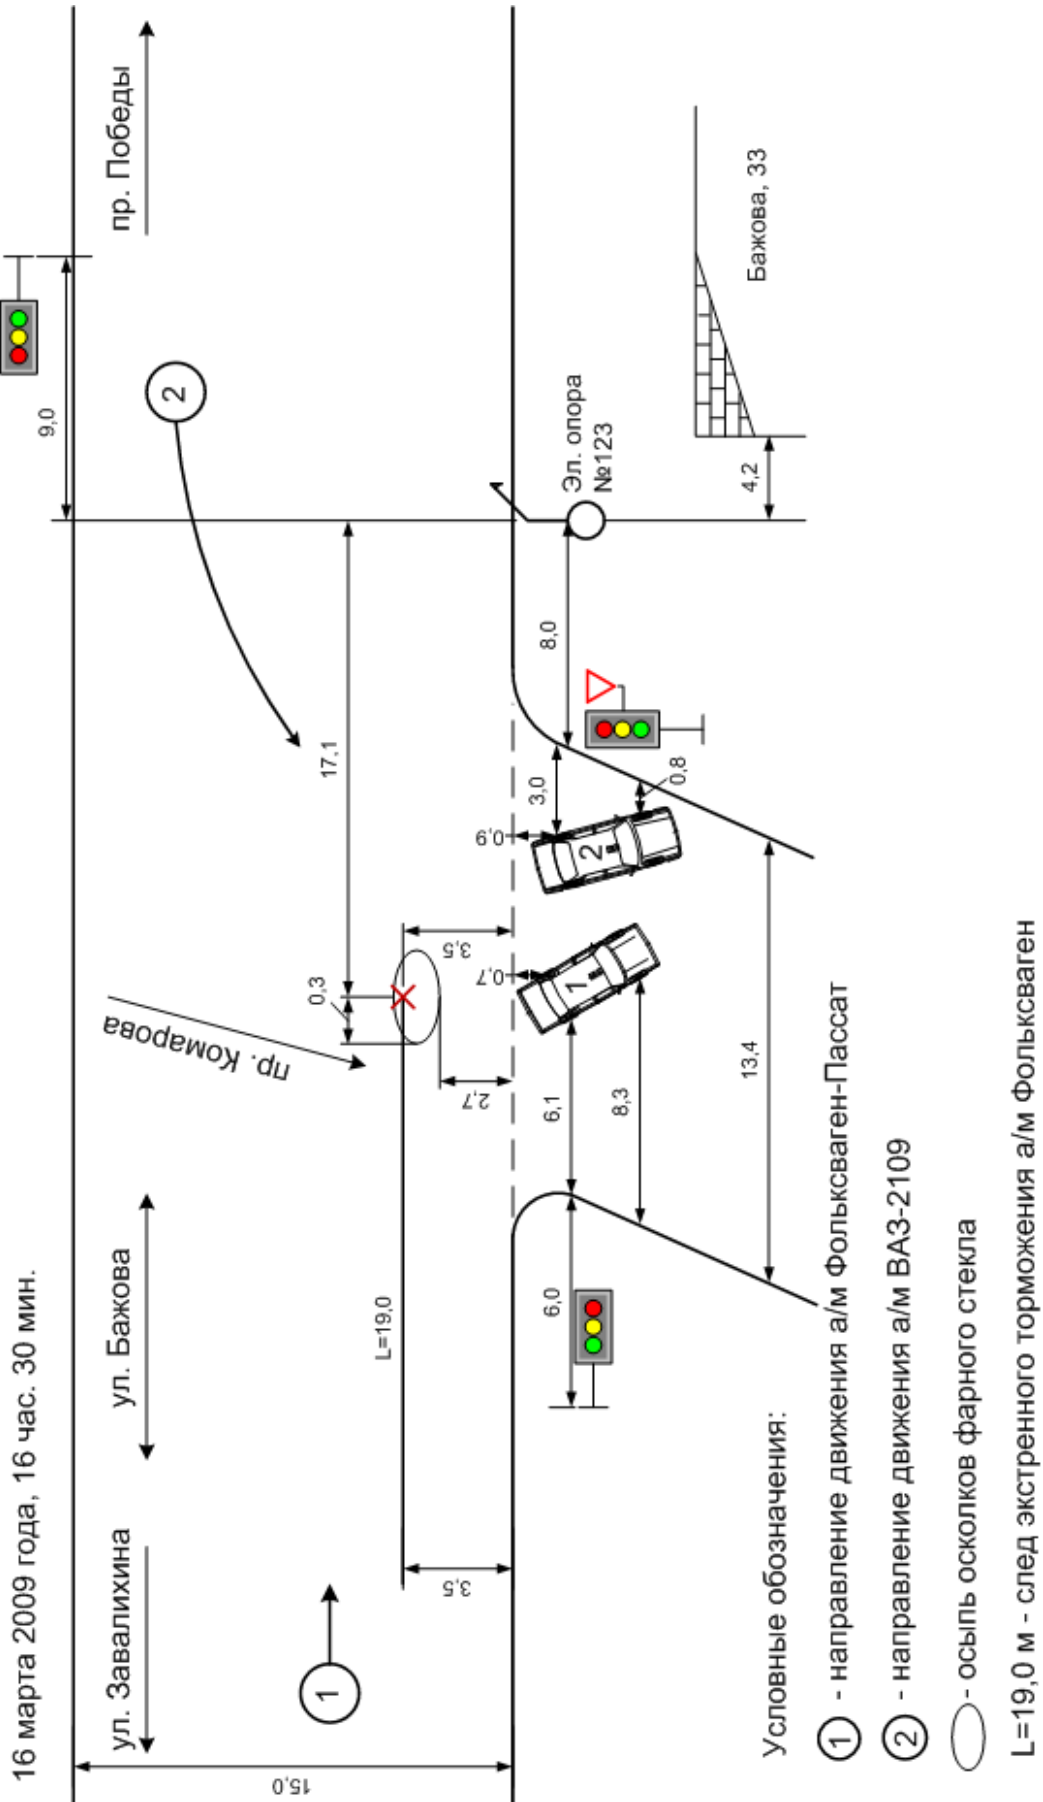 16 марта 2009 года, 16 час. 30 мин.
ул. Завалихина
ул. Бажова
пр. Победы
9,0
15,0
1
2
пр. Комарова
17,1
0,3
L=19,0
3,5
3,5
2,7
0,7
0,9
3,0
8,0
Эл. опора
№123
1
2
6,0
6,1
8,3
0,8
4,2
Бажова, 33
13,4
Условные обозначения:
1 - направление движения а/м Фольксваген-Пассат
2 - направление движения а/м ВАЗ-2109
- осыпь осколков фарного стекла
L=19,0 м - след экстренного торможения а/м Фольксваген